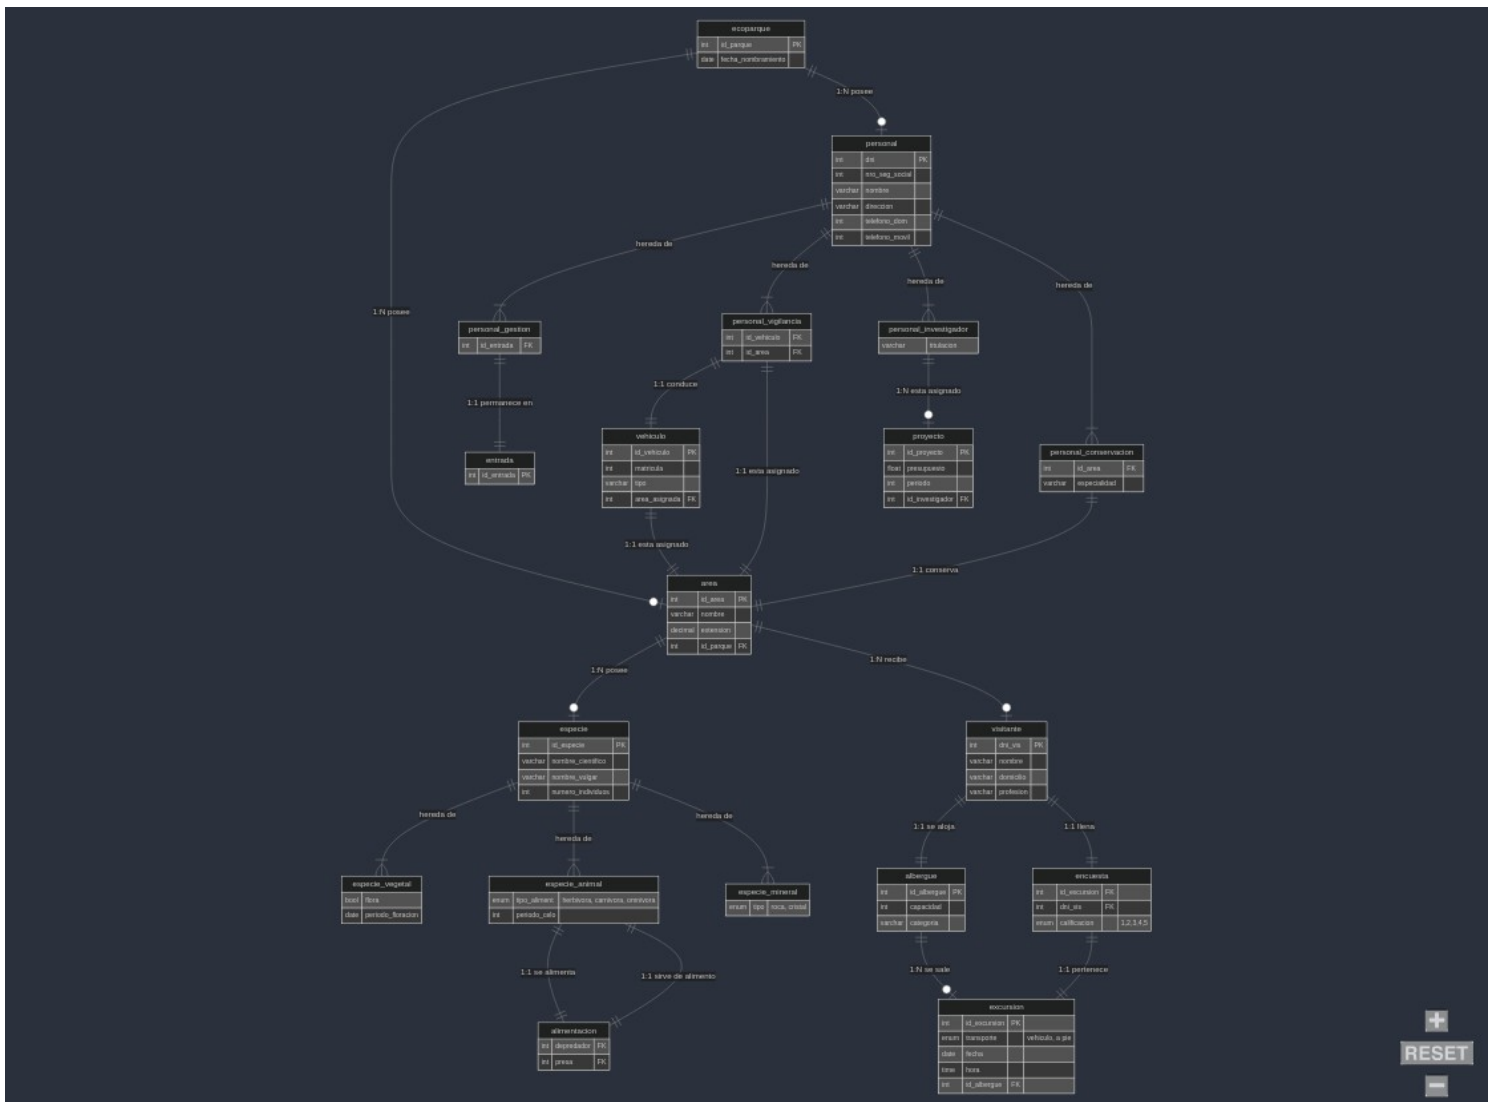 ecoparque
int id_parque PK
date fecha_nombramiento
1:N posee
personal
int dni PK
int nro_seg_social
varchar nombre
varchar direccion
int telefono_dom
int telefono_movil
hereda de
hereda de
hereda de
hereda de
1:N posee
personal_gestion
int id_entrada FK
personal_vigilancia
int id_vehiculo FK
int id_area FK
personal_investigador
varchar titulacion
1:1 conduce
1:N esta asignado
1:1 permanece en
vehiculo
int id_vehiculo PK
int matricula
varchar tipo
int area_asignada FK
proyecto
int id_proyecto PK
float presupuesto
int periodo
int id_investigador FK
personal_conservacion
int id_area FK
varchar especialidad
entrada
int id_entrada PK
1:1 esta asignado
1:1 esta asignado
1:1 conserva
area
int id_area PK
varchar nombre
decimal extension
int id_parque FK
1:N posee
1:N recibe
especie
int id_especie PK
varchar nombre_cientifico
varchar nombre_vulgar
int numero_individuos
visitante
int dni_vis PK
varchar nombre
varchar domicilio
varchar profesion
hereda de
hereda de
hereda de
1:1 se aloja
1:1 llena
especie_vegetal
bool flora
date periodo_floracion
especie_animal
enum tipo_aliment herbivora, carnivora, omnivora
int periodo_celo
especie_mineral
enum tipo roca, cristal
albergue
int id_albergue PK
int capacidad
varchar categoria
encuesta
int id_excursion FK
int dni_vis FK
enum calificacion 1,2,3,4,5
1:1 se alimenta
1:1 sirve de alimento
1:N se sale
1:1 pertenece
alimentacion
int depredador FK
int presa FK
excursion
int id_excursion PK
enum transporte vehiculo, a pie
date fecha
time hora
int id_albergue FK
+
RESET
−